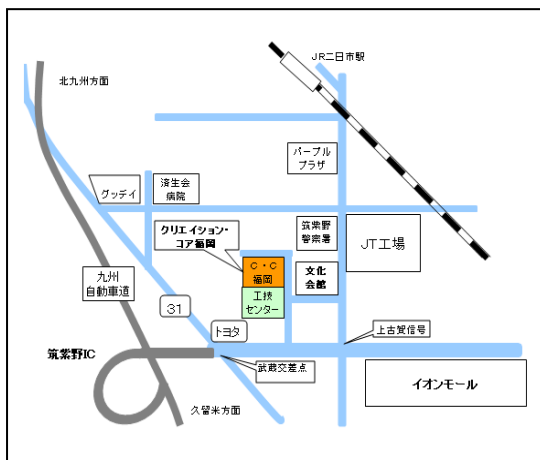 JR二日市駅
北九州方面
パープル
プラザ
済生会
病院
グッデイ
クリエイション・
コア福岡
筑紫野
警察署
JT工場
C・C
福岡
文化
会館
九州
自動車道
工技
センター
31
トヨタ
上古賀信号
筑紫野IC
武蔵交差点
イオンモール
久留米方面